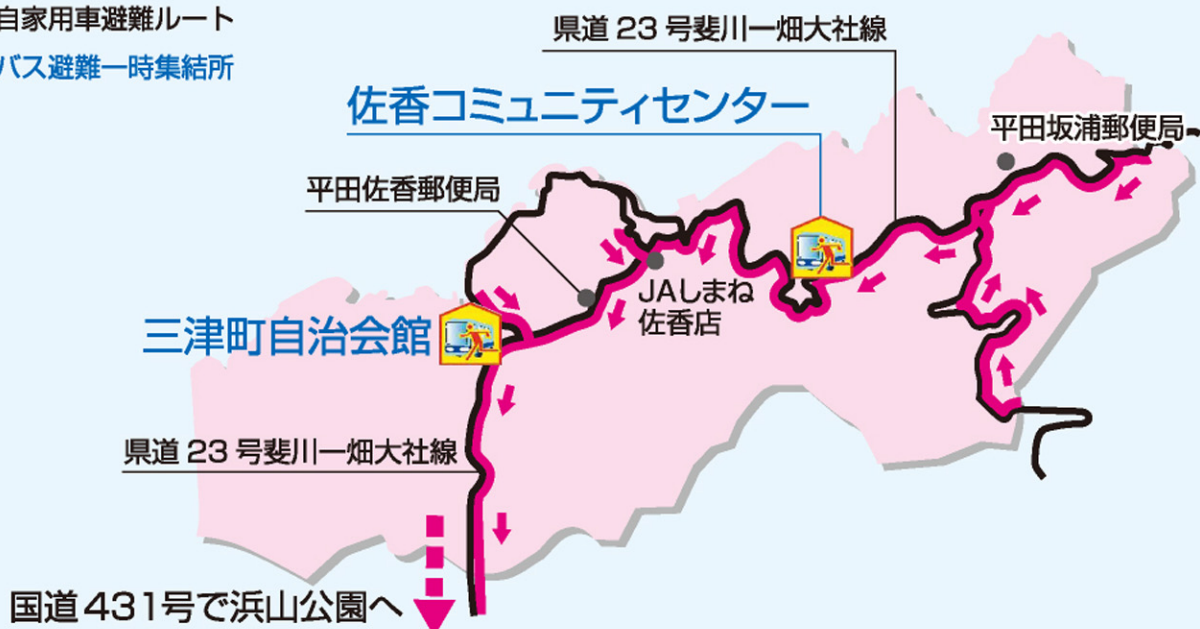 自家用車避難ルート
バス避難一時集結所
県道23号斐川一畑大社線
佐香コミュニティセンター
平田坂浦郵便局
平田佐香郵便局
JAしまね
佐香店
三津町自治会館
県道23号斐川一畑大社線
国道431号で浜山公園へ